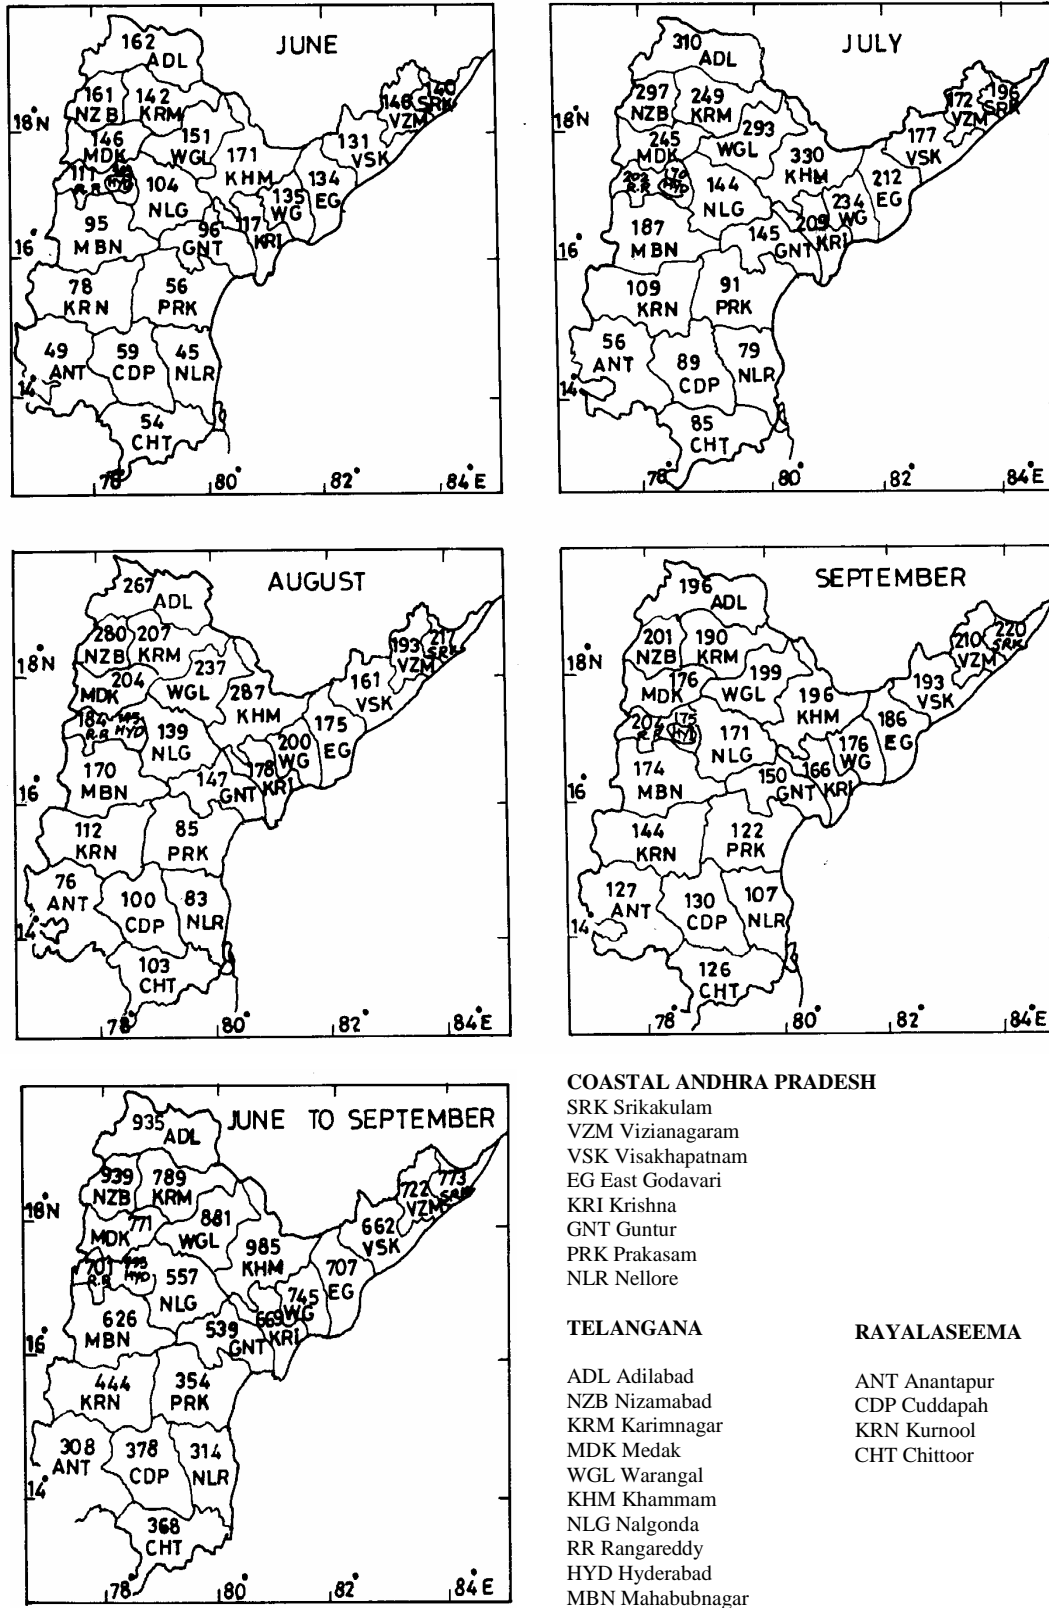 JUNE
162
ADL
161
NZB
142
KRM
146
MDK
151
WGL
171
KHM
131
VSK
146
VZM
140
SRK
111
R.R
HYD
104
NLG
135
WG
134
EG
95
MBN
96
GNT
117
KRI
78
KRN
56
PRK
49
ANT
59
CDP
45
NLR
54
CHT
18°N
16°
14°
78° 80° 82° 84°E
JULY
310
ADL
297
NZB
249
KRM
245
MDK
293
WGL
330
KHM
177
VSK
172
VZM
196
SRK
R.R
170
HYD
144
NLG
234
WG
212
EG
187
MBN
145
GNT
209
KRI
109
KRN
91
PRK
56
ANT
89
CDP
79
NLR
85
CHT
18°N
16°
14°
78° 80° 82° 84°E
AUGUST
267
ADL
280
NZB
207
KRM
204
MDK
237
WGL
287
KHM
161
VSK
193
VZM
217
SRK
184
R.R
HYD
139
NLG
200
WG
175
EG
170
MBN
147
GNT
178
KRI
112
KRN
85
PRK
76
ANT
100
CDP
83
NLR
103
CHT
18°N
16°
14°
78° 80° 82° 84°E
SEPTEMBER
196
ADL
201
NZB
190
KRM
176
MDK
199
WGL
196
KHM
193
VSK
210
VZM
220
SRK
204
R.R
175
HYD
171
NLG
176
WG
186
EG
174
MBN
150
GNT
166
KRI
144
KRN
122
PRK
127
ANT
130
CDP
107
NLR
126
CHT
18°N
16°
14°
78° 80° 82° 84°E
JUNE TO SEPTEMBER
935
ADL
939
NZB
789
KRM
771
MDK
881
WGL
985
KHM
662
VSK
722
VZM
773
SRK
701
R.R
HYD
557
NLG
745
WG
707
EG
626
MBN
539
GNT
669
KRI
444
KRN
354
PRK
308
ANT
378
CDP
314
NLR
368
CHT
18°N
16°
14°
78° 80° 82° 84°E
COASTAL ANDHRA PRADESH
SRK Srikakulam
VZM Vizianagaram
VSK Visakhapatnam
EG East Godavari
KRI Krishna
GNT Guntur
PRK Prakasam
NLR Nellore
TELANGANA
ADL Adilabad
NZB Nizamabad
KRM Karimnagar
MDK Medak
WGL Warangal
KHM Khammam
NLG Nalgonda
RR Rangareddy
HYD Hyderabad
MBN Mahabubnagar
RAYALASEEMA
ANT Anantapur
CDP Cuddapah
KRN Kurnool
CHT Chittoor